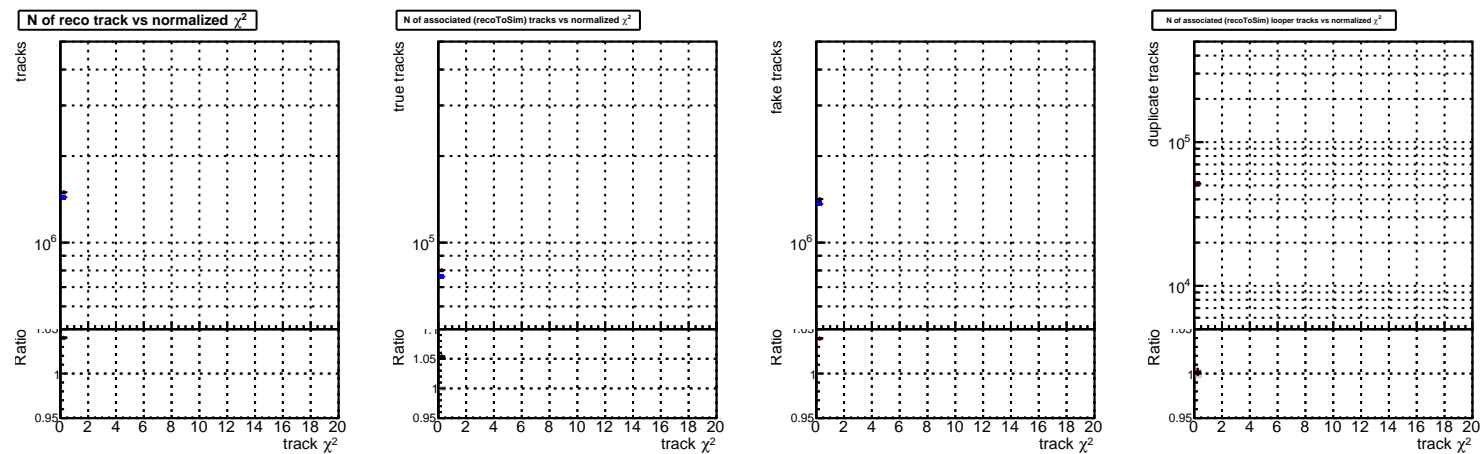 N of reco track vs normalized χ²
N of associated (recoToSim) tracks vs normalized χ²
N of associated (recoToSim) looper tracks vs normalized χ²
tracks
10⁶
Ratio
1.05
1
0.95
0 2 4 6 8 10 12 14 16 18 20
track χ²
true tracks
10⁵
Ratio
1.1
1.05
1
0.95
0 2 4 6 8 10 12 14 16 18 20
track χ²
fake tracks
10⁶
Ratio
1.05
1
0.95
0 2 4 6 8 10 12 14 16 18 20
track χ²
duplicate tracks
10⁵
10⁴
Ratio
1.05
1
0.95
0 2 4 6 8 10 12 14 16 18 20
track χ²